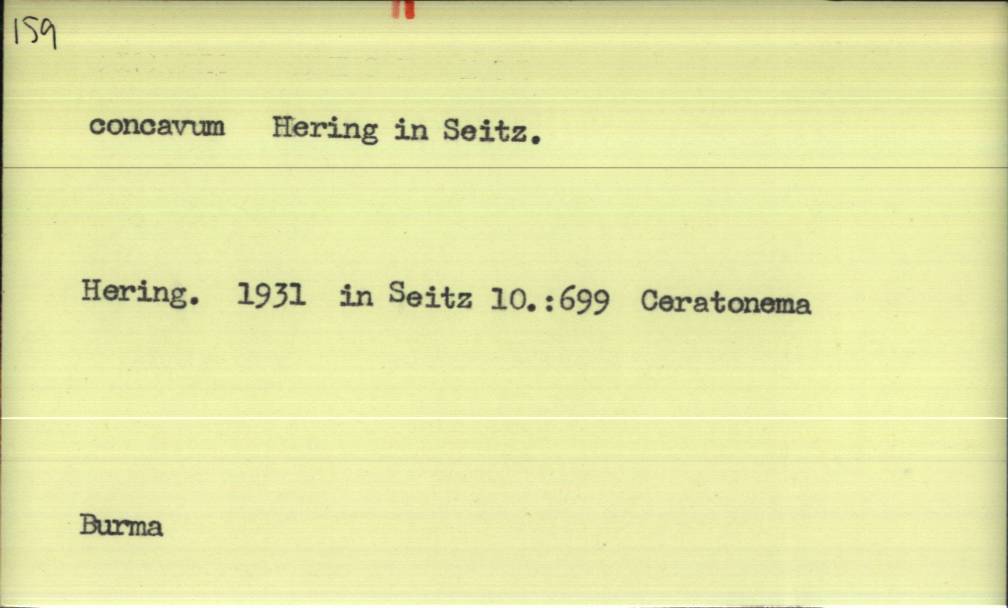 159
concavum Hering in Seitz.
Hering. 1931 in Seitz 10.:699 Ceratonema
Burma